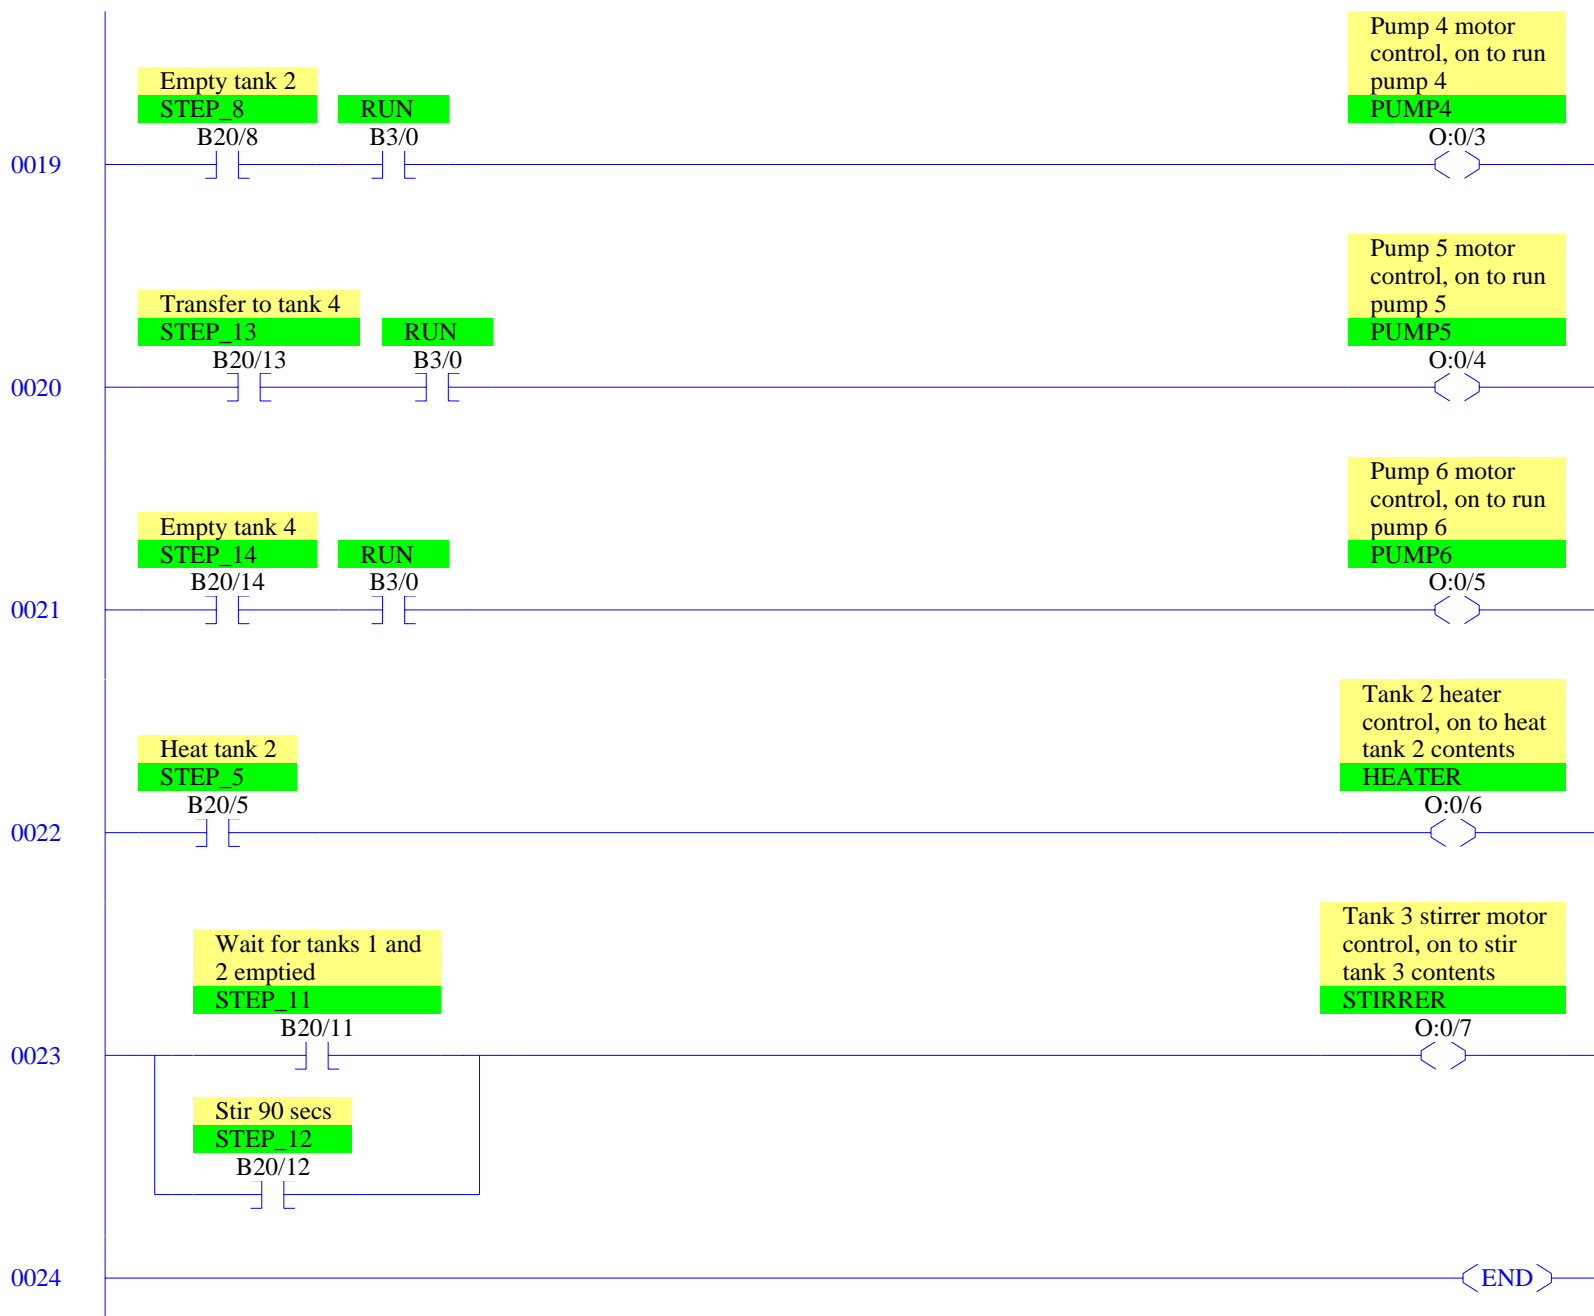 Pump 4 motor
control, on to run
pump 4
PUMP4
O:0/3
Empty tank 2
STEP_8
B20/8
RUN
B3/0
0019
Pump 5 motor
control, on to run
pump 5
PUMP5
O:0/4
Transfer to tank 4
STEP_13
B20/13
RUN
B3/0
0020
Pump 6 motor
control, on to run
pump 6
PUMP6
O:0/5
Empty tank 4
STEP_14
B20/14
RUN
B3/0
0021
Tank 2 heater
control, on to heat
tank 2 contents
HEATER
O:0/6
Heat tank 2
STEP_5
B20/5
0022
Tank 3 stirrer motor
control, on to stir
tank 3 contents
STIRRER
O:0/7
Wait for tanks 1 and
2 emptied
STEP_11
B20/11
0023
Stir 90 secs
STEP_12
B20/12
0024
END